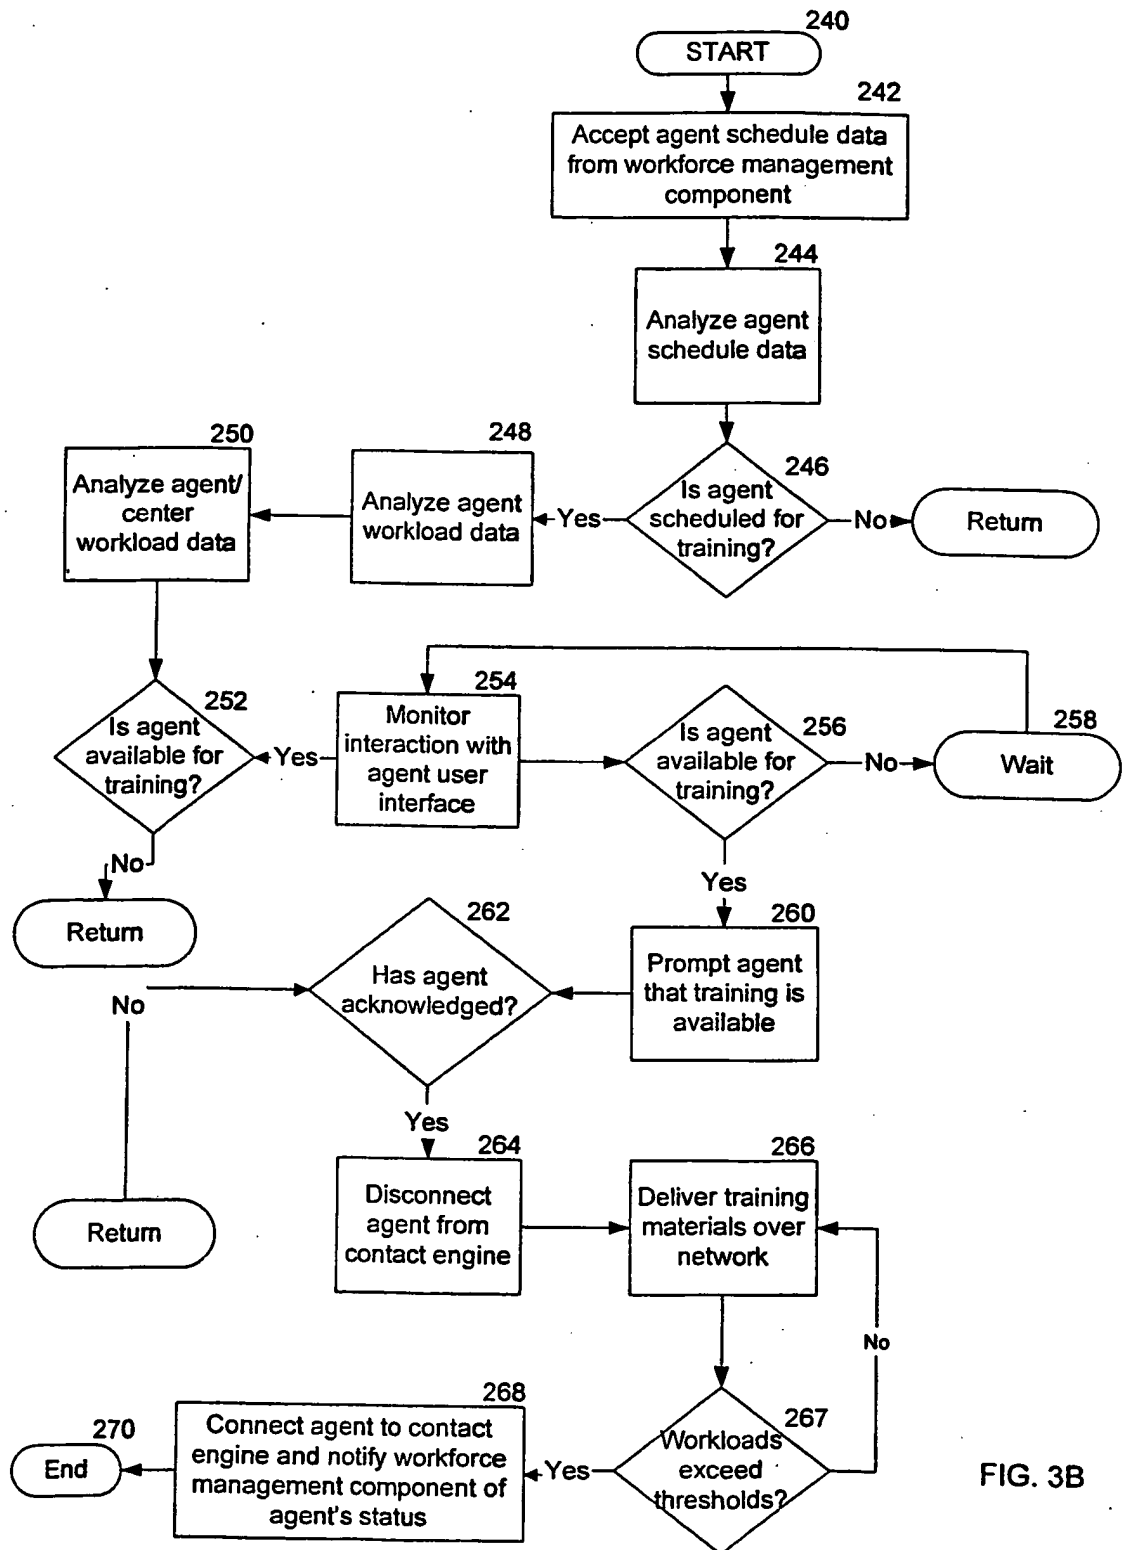 240
START
242
Accept agent schedule data
from workforce management
component
244
Analyze agent
schedule data
246
Is agent
scheduled for
training?
No
Return
Yes
248
Analyze agent
workload data
250
Analyze agent/
center
workload data
252
Is agent
available for
training?
No
Return
Yes
254
Monitor
interaction with
agent user
interface
256
Is agent
available for
training?
No
258
Wait
Yes
260
Prompt agent
that training is
available
262
Has agent
acknowledged?
No
Return
Yes
264
Disconnect
agent from
contact engine
266
Deliver training
materials over
network
No
267
Workloads
exceed
thresholds?
Yes
268
Connect agent to contact
engine and notify workforce
management component of
agent's status
270
End
FIG. 3B